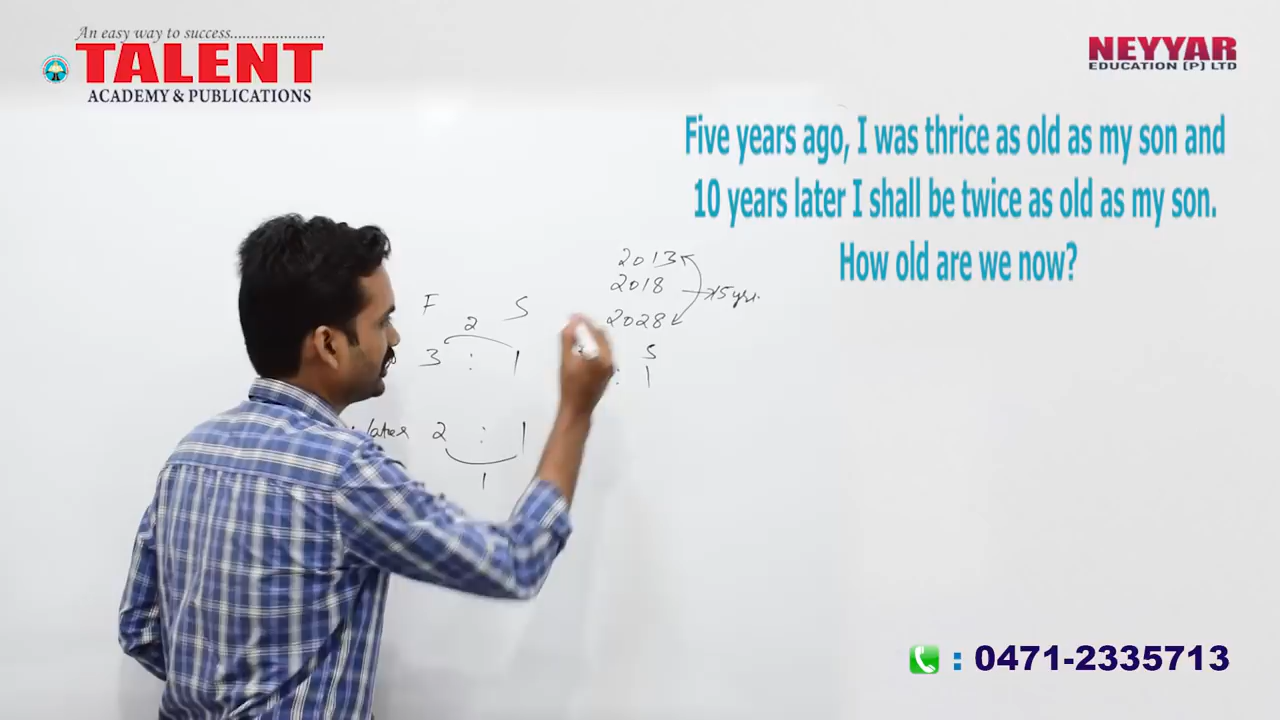 An easy way to success.......................
TALENT
ACADEMY & PUBLICATIONS
NEYYAR
EDUCATION (P) LTD
Five years ago, I was thrice as old as my son and
10 years later I shall be twice as old as my son.
How old are we now?
2013
2018 15 yrs.
2028
F S
2
3 : 1
S
: 1
later 2 : 1
1
: 0471-2335713